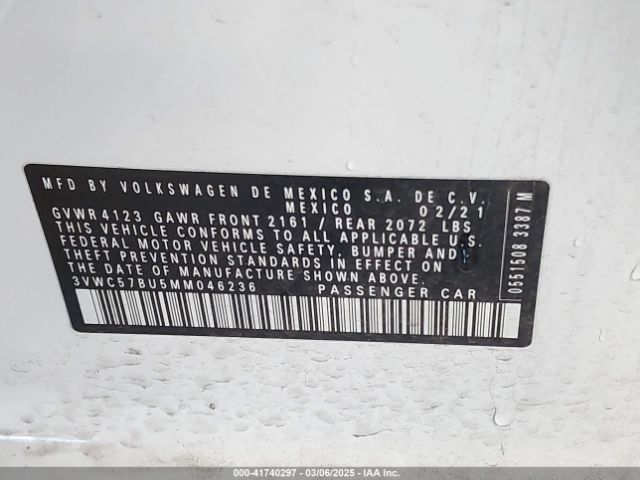 MFD BY VOLKSWAGEN DE MEXICO S.A. DE C.V.
MEXICO 02/21
GVWR 4123 GAWR FRONT 2161 // REAR 2072 LBS
THIS VEHICLE CONFORMS TO ALL APPLICABLE U.S.
FEDERAL MOTOR VEHICLE SAFETY, BUMPER AND
THEFT PREVENTION STANDARDS IN EFFECT ON
THE DATE OF MANUFACTURE SHOWN ABOVE.
3VWC57BU5MM046236 PASSENGER CAR
0551508 3387 M
000-41740297 - 03/06/2025 - IAA Inc.